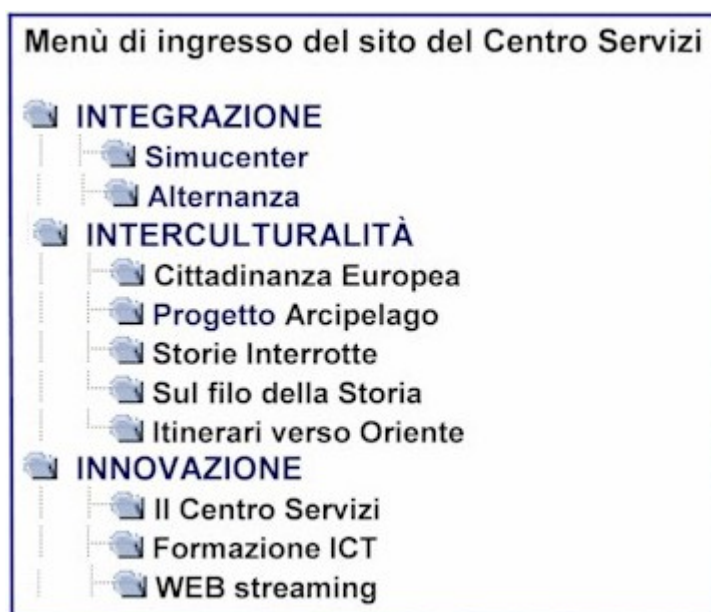 Menù di ingresso del sito del Centro Servizi
INTEGRAZIONE
Simucenter
Alternanza
INTERCULTURALITÀ
Cittadinanza Europea
Progetto Arcipelago
Storie Interrotte
Sul filo della Storia
Itinerari verso Oriente
INNOVAZIONE
Il Centro Servizi
Formazione ICT
WEB streaming